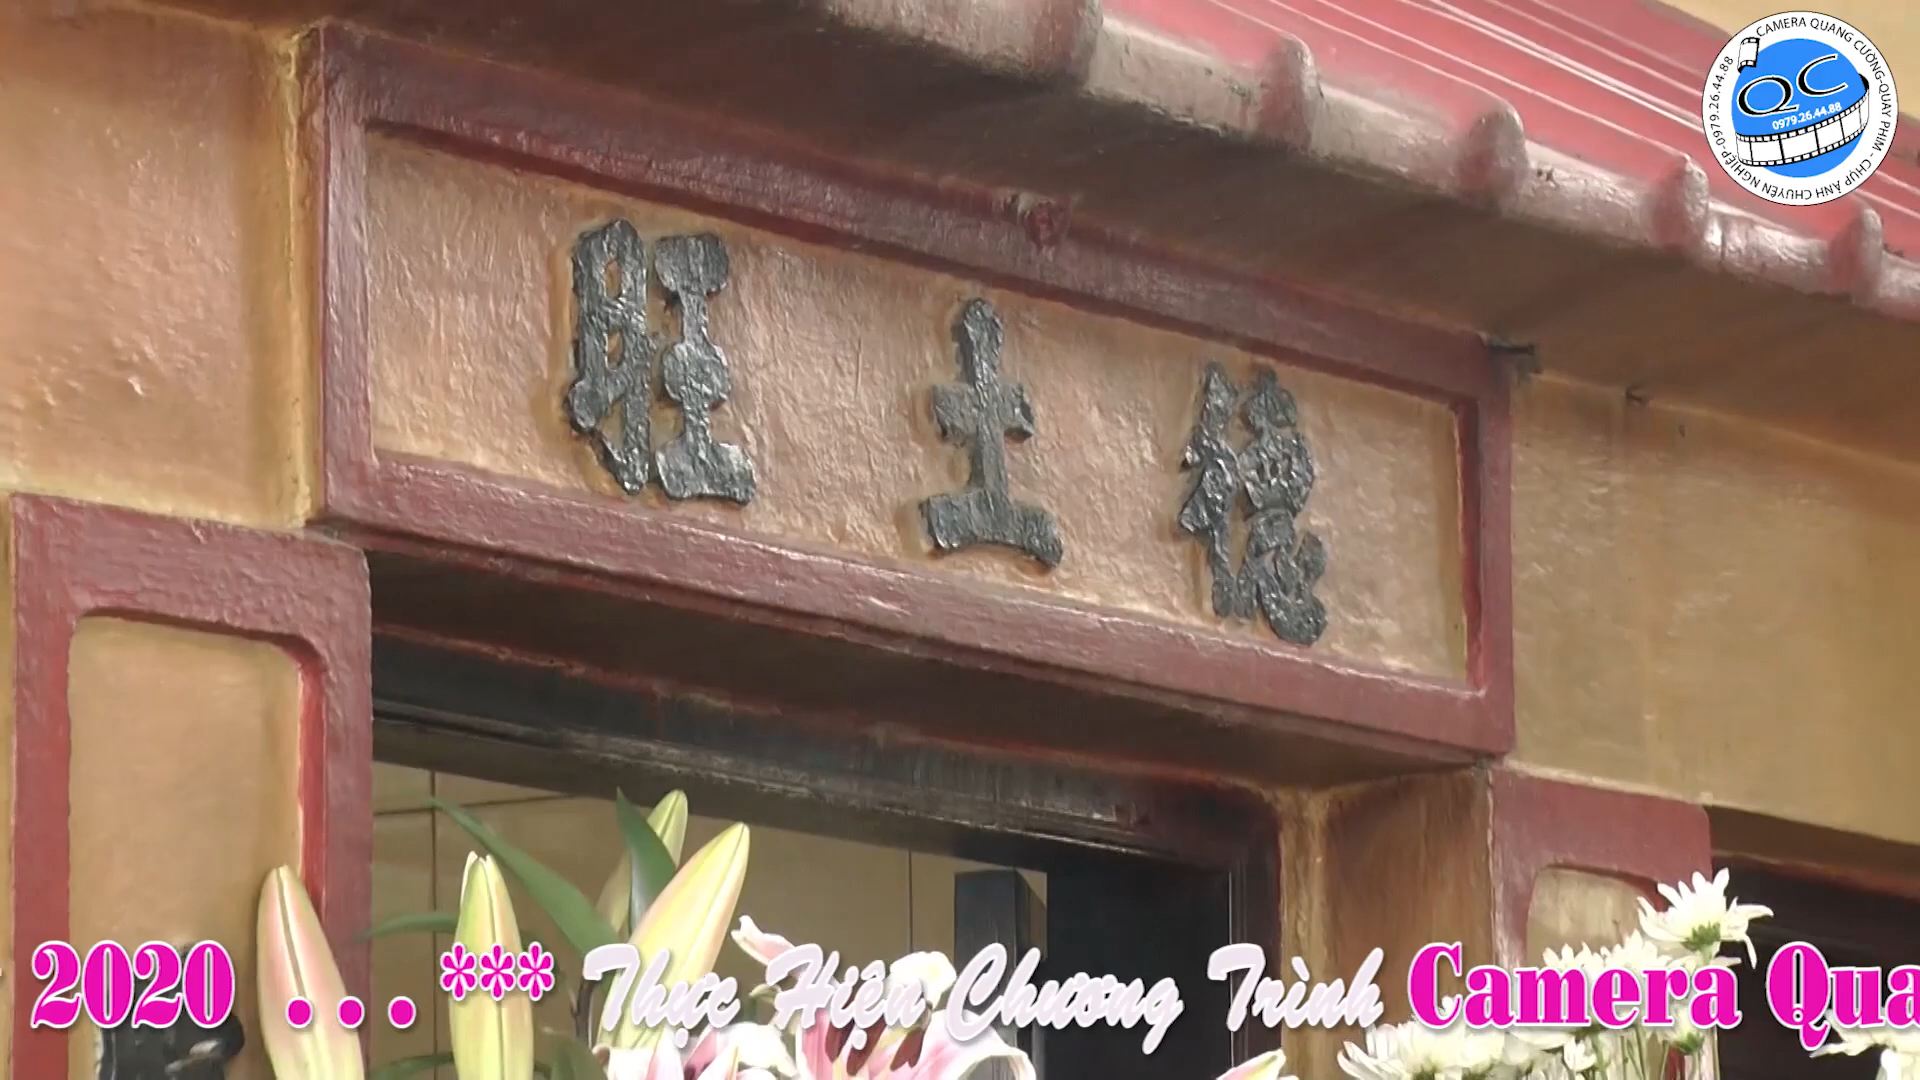 旺土德
CAMERA QUANG CƯỜNG-QUAY PHIM - CHỤP ẢNH CHUYÊN NGHIỆP-0979.26.44.88
QC
0979.26.44.88
2020 ...*** Thực Hiện Chương Trình Camera Qua